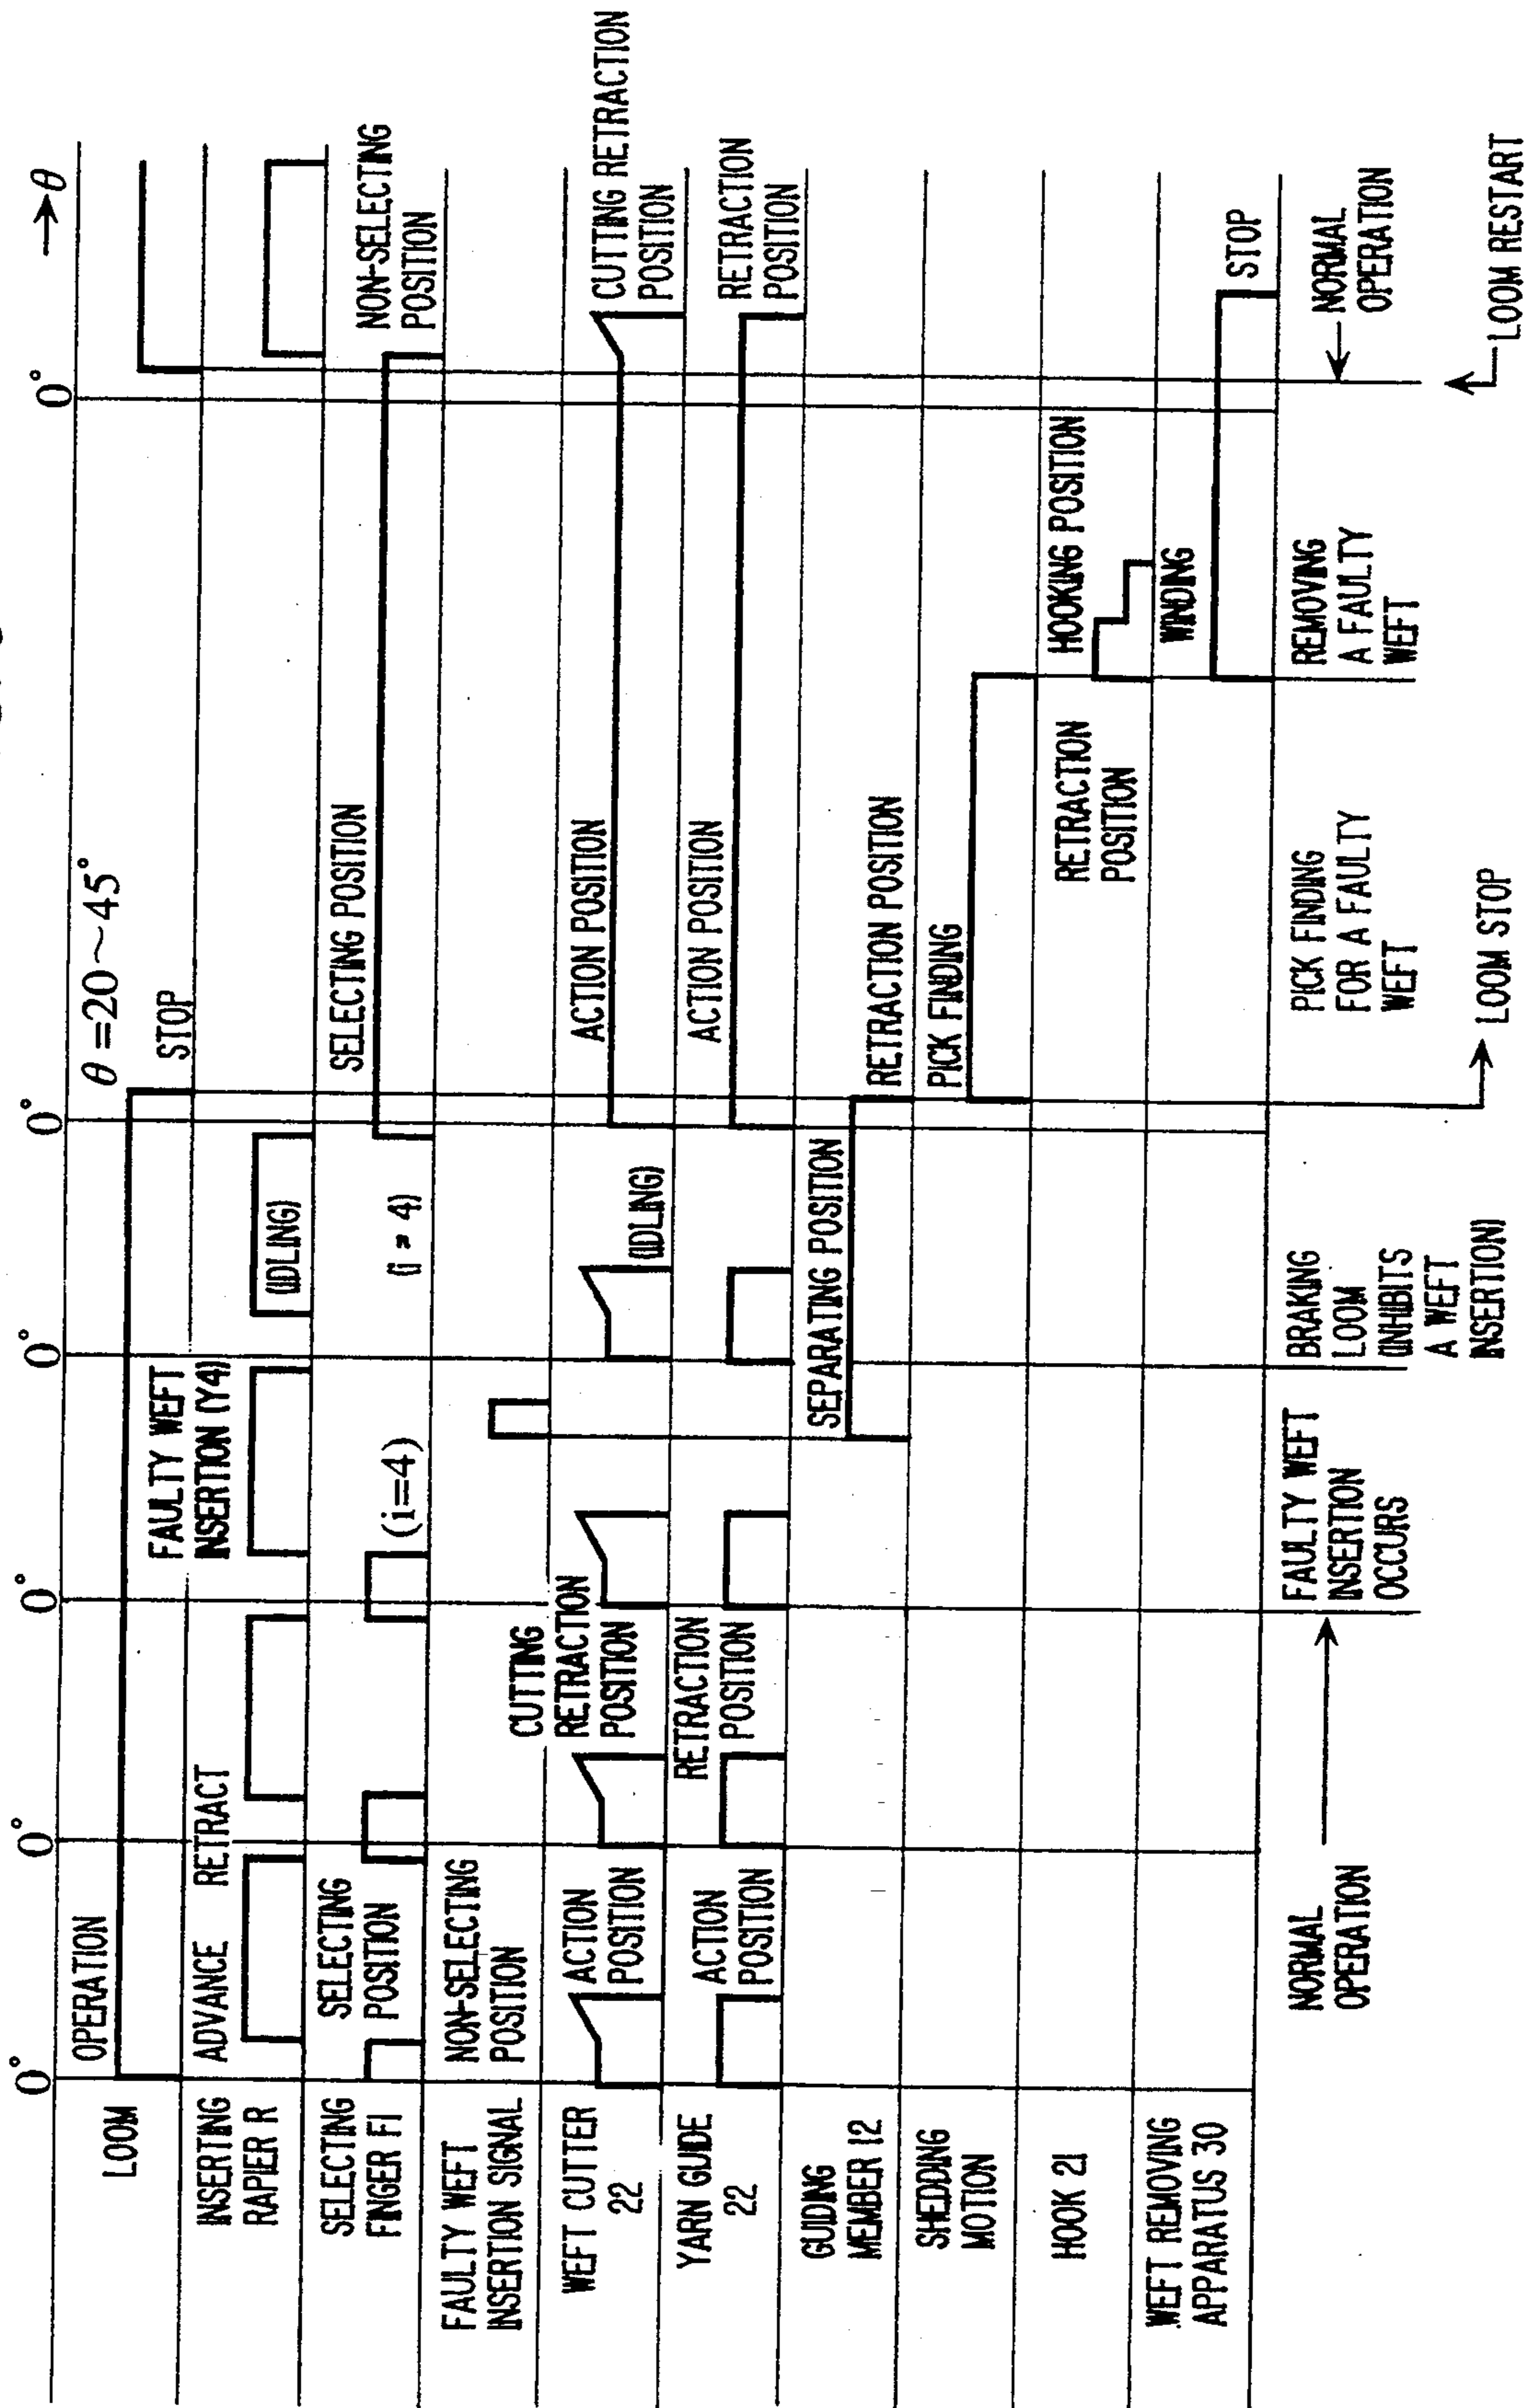 →θ
0°
0°
0°
0°
0°
0°
θ =20~45°
LOOM
OPERATION
STOP
INSERTING
RAPIER R
ADVANCE
RETRACT
FAULTY WEFT
INSERTION (Y4)
(IDLING)
SELECTING
FINGER FI
SELECTING
POSITION
(i=4)
(i = 4)
SELECTING POSITION
NON-SELECTING
POSITION
FAULTY WEFT
INSERTION SIGNAL
NON-SELECTING
POSITION
WEFT CUTTER
22
ACTION
POSITION
CUTTING
RETRACTION
POSITION
(IDLING)
ACTION POSITION
CUTTING RETRACTION
POSITION
YARN GUIDE
22
ACTION
POSITION
RETRACTION
POSITION
ACTION POSITION
RETRACTION
POSITION
GUIDING
MEMBER 12
SEPARATING POSITION
RETRACTION POSITION
SHEDDING
MOTION
PICK FINDING
HOOK 21
RETRACTION
POSITION
HOOKING POSITION
WEFT REMOVING
APPARATUS 30
WINDING
STOP
NORMAL
OPERATION
FAULTY WEFT
INSERTION
OCCURS
BRAKING
LOOM
(INHIBITS
A WEFT
INSERTION)
PICK FINDING
FOR A FAULTY
WEFT
REMOVING
A FAULTY
WEFT
NORMAL
OPERATION
LOOM STOP
LOOM RESTART